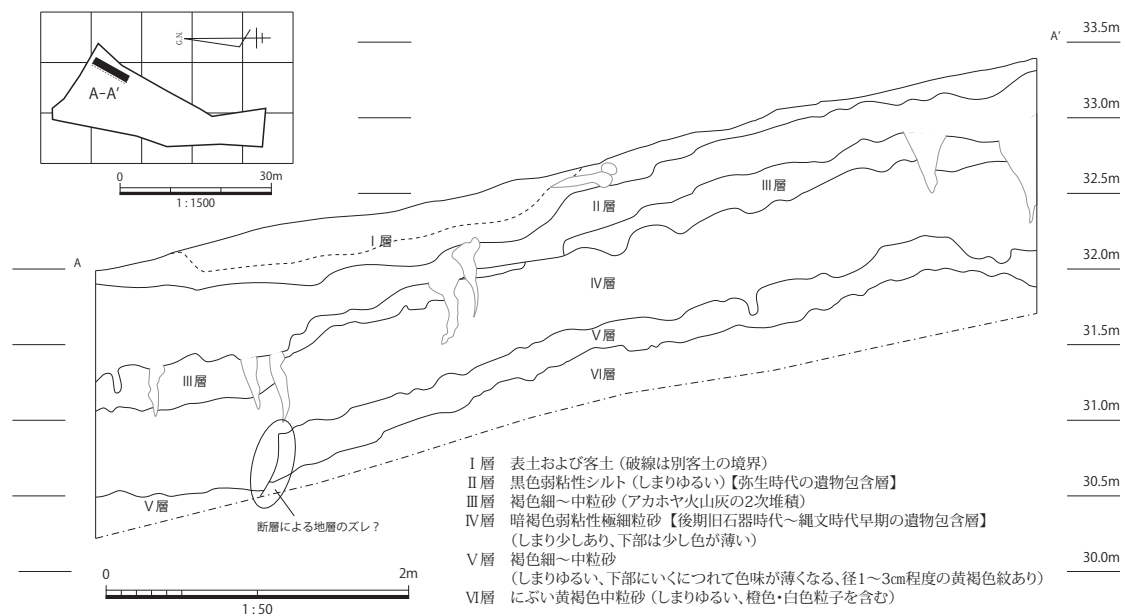 G.N.
A-A'
0 30m
1:1500
A'
33.5m
33.0m
32.5m
32.0m
31.5m
31.0m
30.5m
30.0m
A
Ⅰ層
Ⅱ層
Ⅲ層
Ⅳ層
Ⅴ層
Ⅵ層
Ⅲ層
Ⅴ層
断層による地層のズレ?
0 2m
1:50
Ⅰ層 表土および客土(破線は別客土の境界)
Ⅱ層 黒色弱粘性シルト(しまりゆるい)【弥生時代の遺物包含層】
Ⅲ層 褐色細~中粒砂(アカホヤ火山灰の2次堆積)
Ⅳ層 暗褐色弱粘性極細粒砂【後期旧石器時代~縄文時代早期の遺物包含層】
(しまり少しあり、下部は少し色が薄い)
Ⅴ層 褐色細~中粒砂
(しまりゆるい、下部にいくにつれて色味が薄くなる、径1~3㎝程度の黄褐色紋あり)
Ⅵ層 にぶい黄褐色中粒砂(しまりゆるい、橙色・白色粒子を含む)